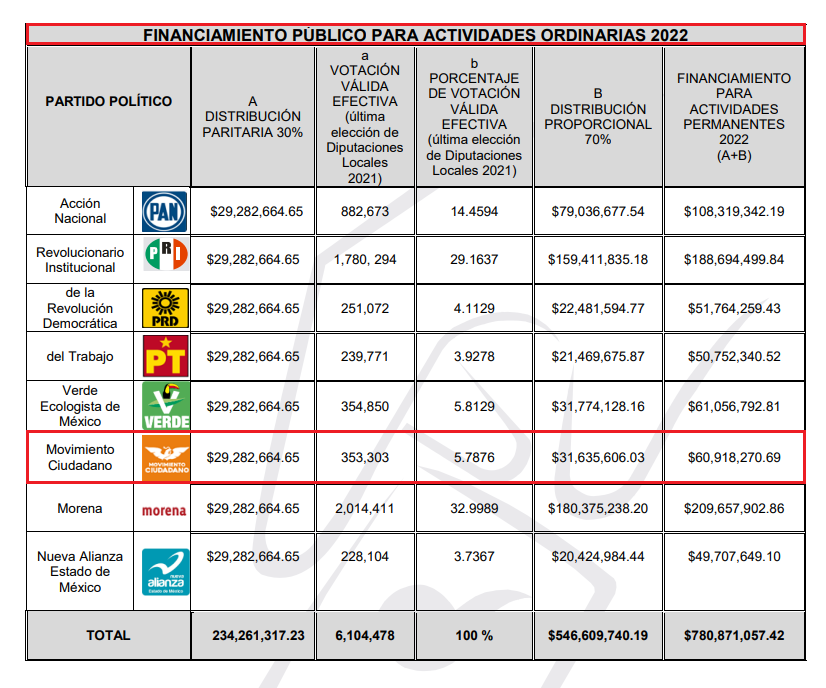 FINANCIAMIENTO PÚBLICO PARA ACTIVIDADES ORDINARIAS 2022
PARTIDO POLÍTICO
A
DISTRIBUCIÓN
PARITARIA 30%
a
VOTACIÓN
VÁLIDA
EFECTIVA
(última
elección de
Diputaciones
Locales
2021)
b
PORCENTAJE
DE VOTACIÓN
VÁLIDA
EFECTIVA
(última elección
de Diputaciones
Locales 2021)
B
DISTRIBUCIÓN
PROPORCIONAL
70%
FINANCIAMIENTO
PARA
ACTIVIDADES
PERMANENTES
2022
(A+B)
Acción
Nacional
PAN
$29,282,664.65
882,673
14.4594
$79,036,677.54
$108,319,342.19
Revolucionario
Institucional
PRI
$29,282,664.65
1,780, 294
29.1637
$159,411,835.18
$188,694,499.84
de la
Revolución
Democrática
PRD
$29,282,664.65
251,072
4.1129
$22,481,594.77
$51,764,259.43
del Trabajo
PT
$29,282,664.65
239,771
3.9278
$21,469,675.87
$50,752,340.52
Verde
Ecologista de
México
VERDE
$29,282,664.65
354,850
5.8129
$31,774,128.16
$61,056,792.81
Movimiento
Ciudadano
MOVIMIENTO
CIUDADANO
$29,282,664.65
353,303
5.7876
$31,635,606.03
$60,918,270.69
Morena
morena
$29,282,664.65
2,014,411
32.9989
$180,375,238.20
$209,657,902.86
Nueva Alianza
Estado de
México
nueva
alianza
Estado de México
$29,282,664.65
228,104
3.7367
$20,424,984.44
$49,707,649.10
TOTAL
234,261,317.23
6,104,478
100 %
$546,609,740.19
$780,871,057.42